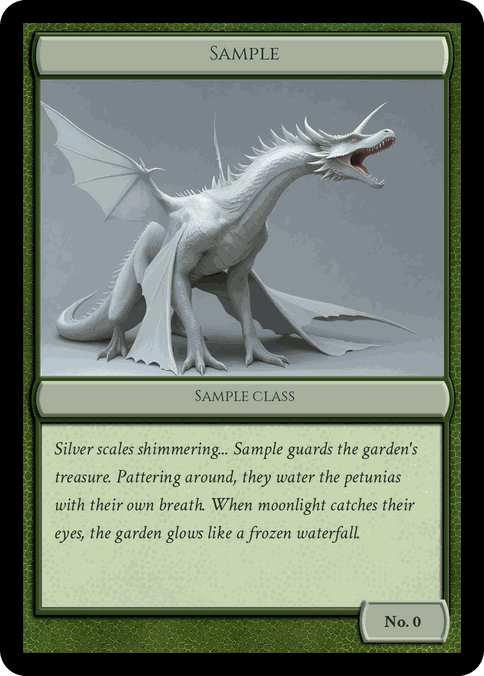 Sample
Sample class
Silver scales shimmering... Sample guards the garden's
treasure. Pattering around, they water the petunias
with their own breath. When moonlight catches their
eyes, the garden glows like a frozen waterfall.
No. 0